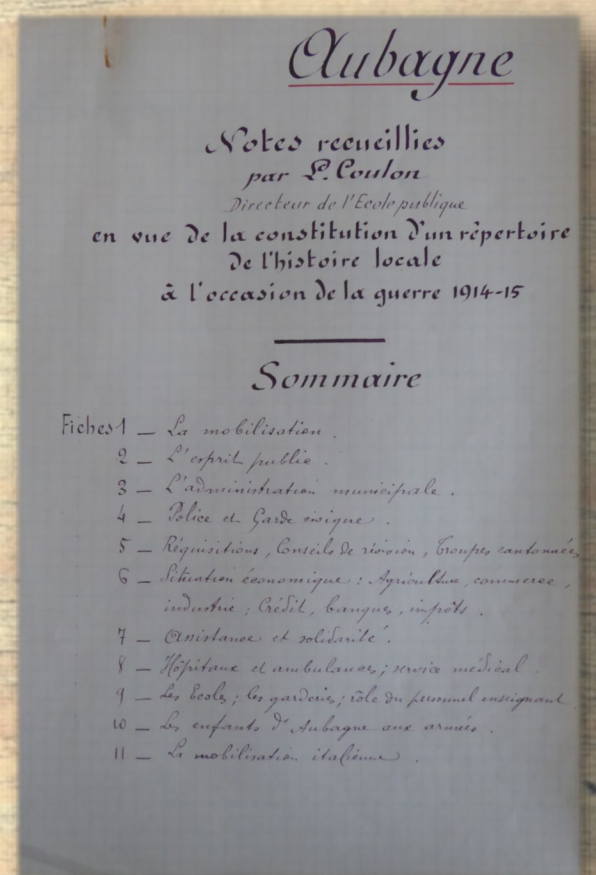 Aubagne
Notes recueillies
par L. Coulon
Directeur de l'Ecole publique
en vue de la constitution d'un répertoire
de l'histoire locale
à l'occasion de la guerre 1914-15
Sommaire
Fiches 1 — La mobilisation.
2 — L'esprit public.
3 — L'administration municipale.
4 — Police et Garde civique.
5 — Réquisitions, Conseils de révision, Troupes cantonnées
6 — Situation économique : Agriculture, commerce,
industrie ; Crédit, banques, impôts.
7 — Assistance et solidarité.
8 — Hôpitaux et ambulances ; service médical
9 — Les Ecoles ; les garderies ; rôle du personnel enseignant
10 — Les enfants d'Aubagne aux armées.
11 — La mobilisation italienne.